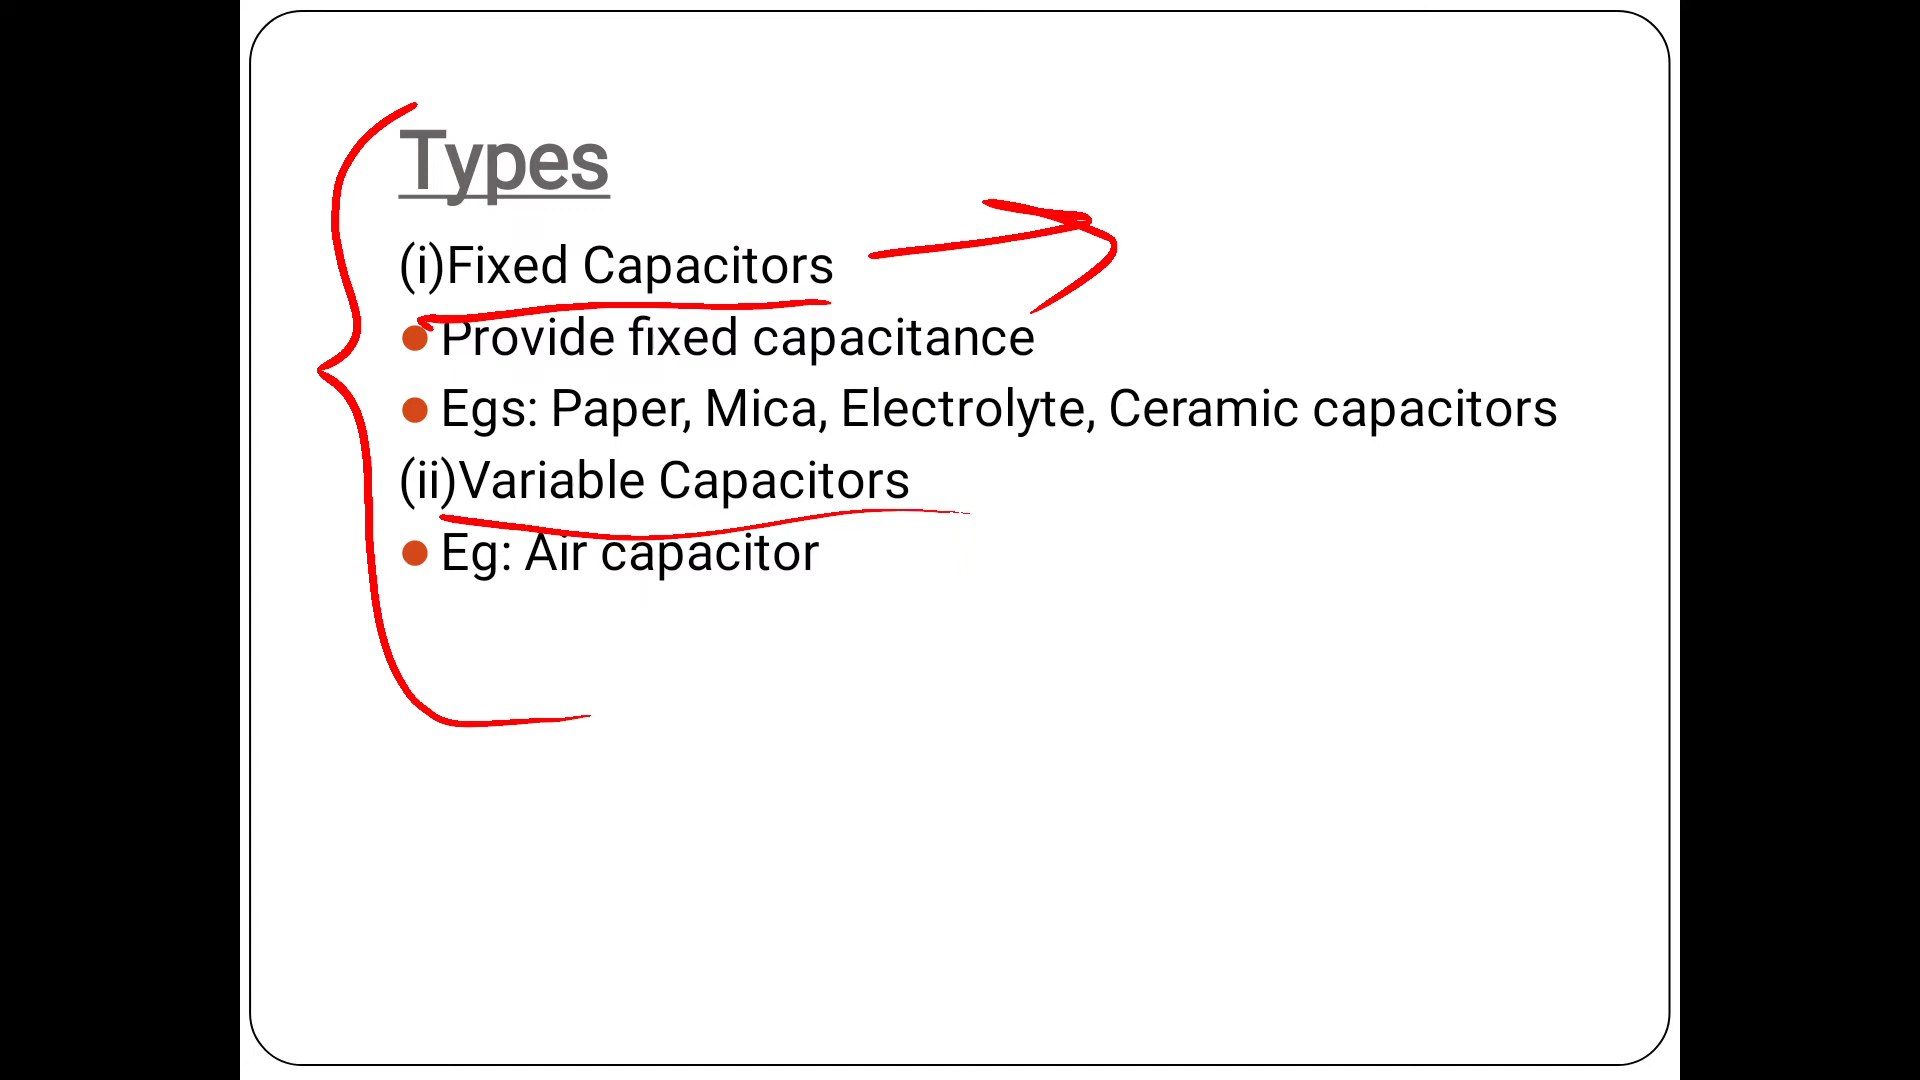 Types
(i)Fixed Capacitors
Provide fixed capacitance
Egs: Paper, Mica, Electrolyte, Ceramic capacitors
(ii)Variable Capacitors
Eg: Air capacitor